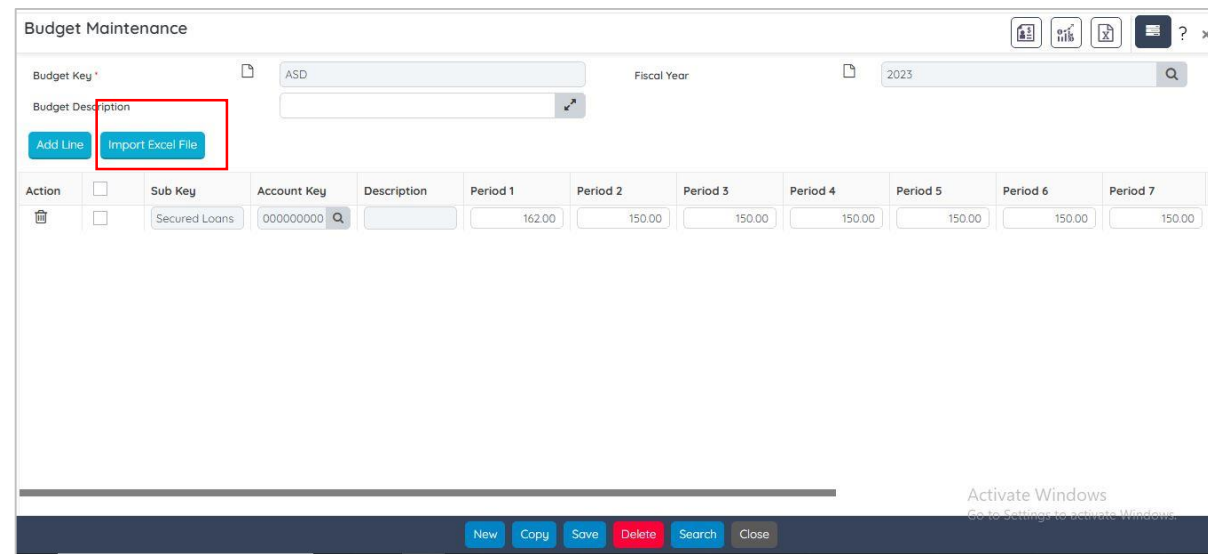 Budget Maintenance
?
Budget Key * ASD Fiscal Year 2023
Budget Description
Add Line Import Excel File
Action Sub Key Account Key Description Period 1 Period 2 Period 3 Period 4 Period 5 Period 6 Period 7
Secured Loans 000000000 162.00 150.00 150.00 150.00 150.00 150.00 150.00
Activate Windows
Go to Settings to activate Windows.
New Copy Save Delete Search Close